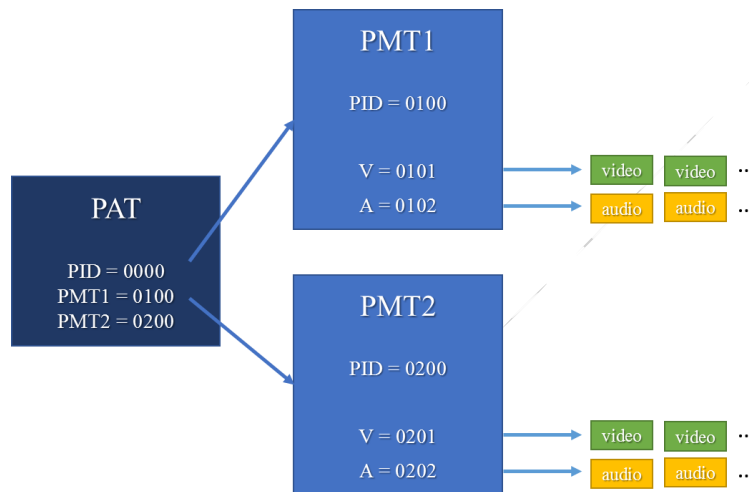 PAT
PID = 0000
PMT1 = 0100
PMT2 = 0200
PMT1
PID = 0100
V = 0101
A = 0102
video video ..
audio audio ..
PMT2
PID = 0200
V = 0201
A = 0202
video video ..
audio audio ..